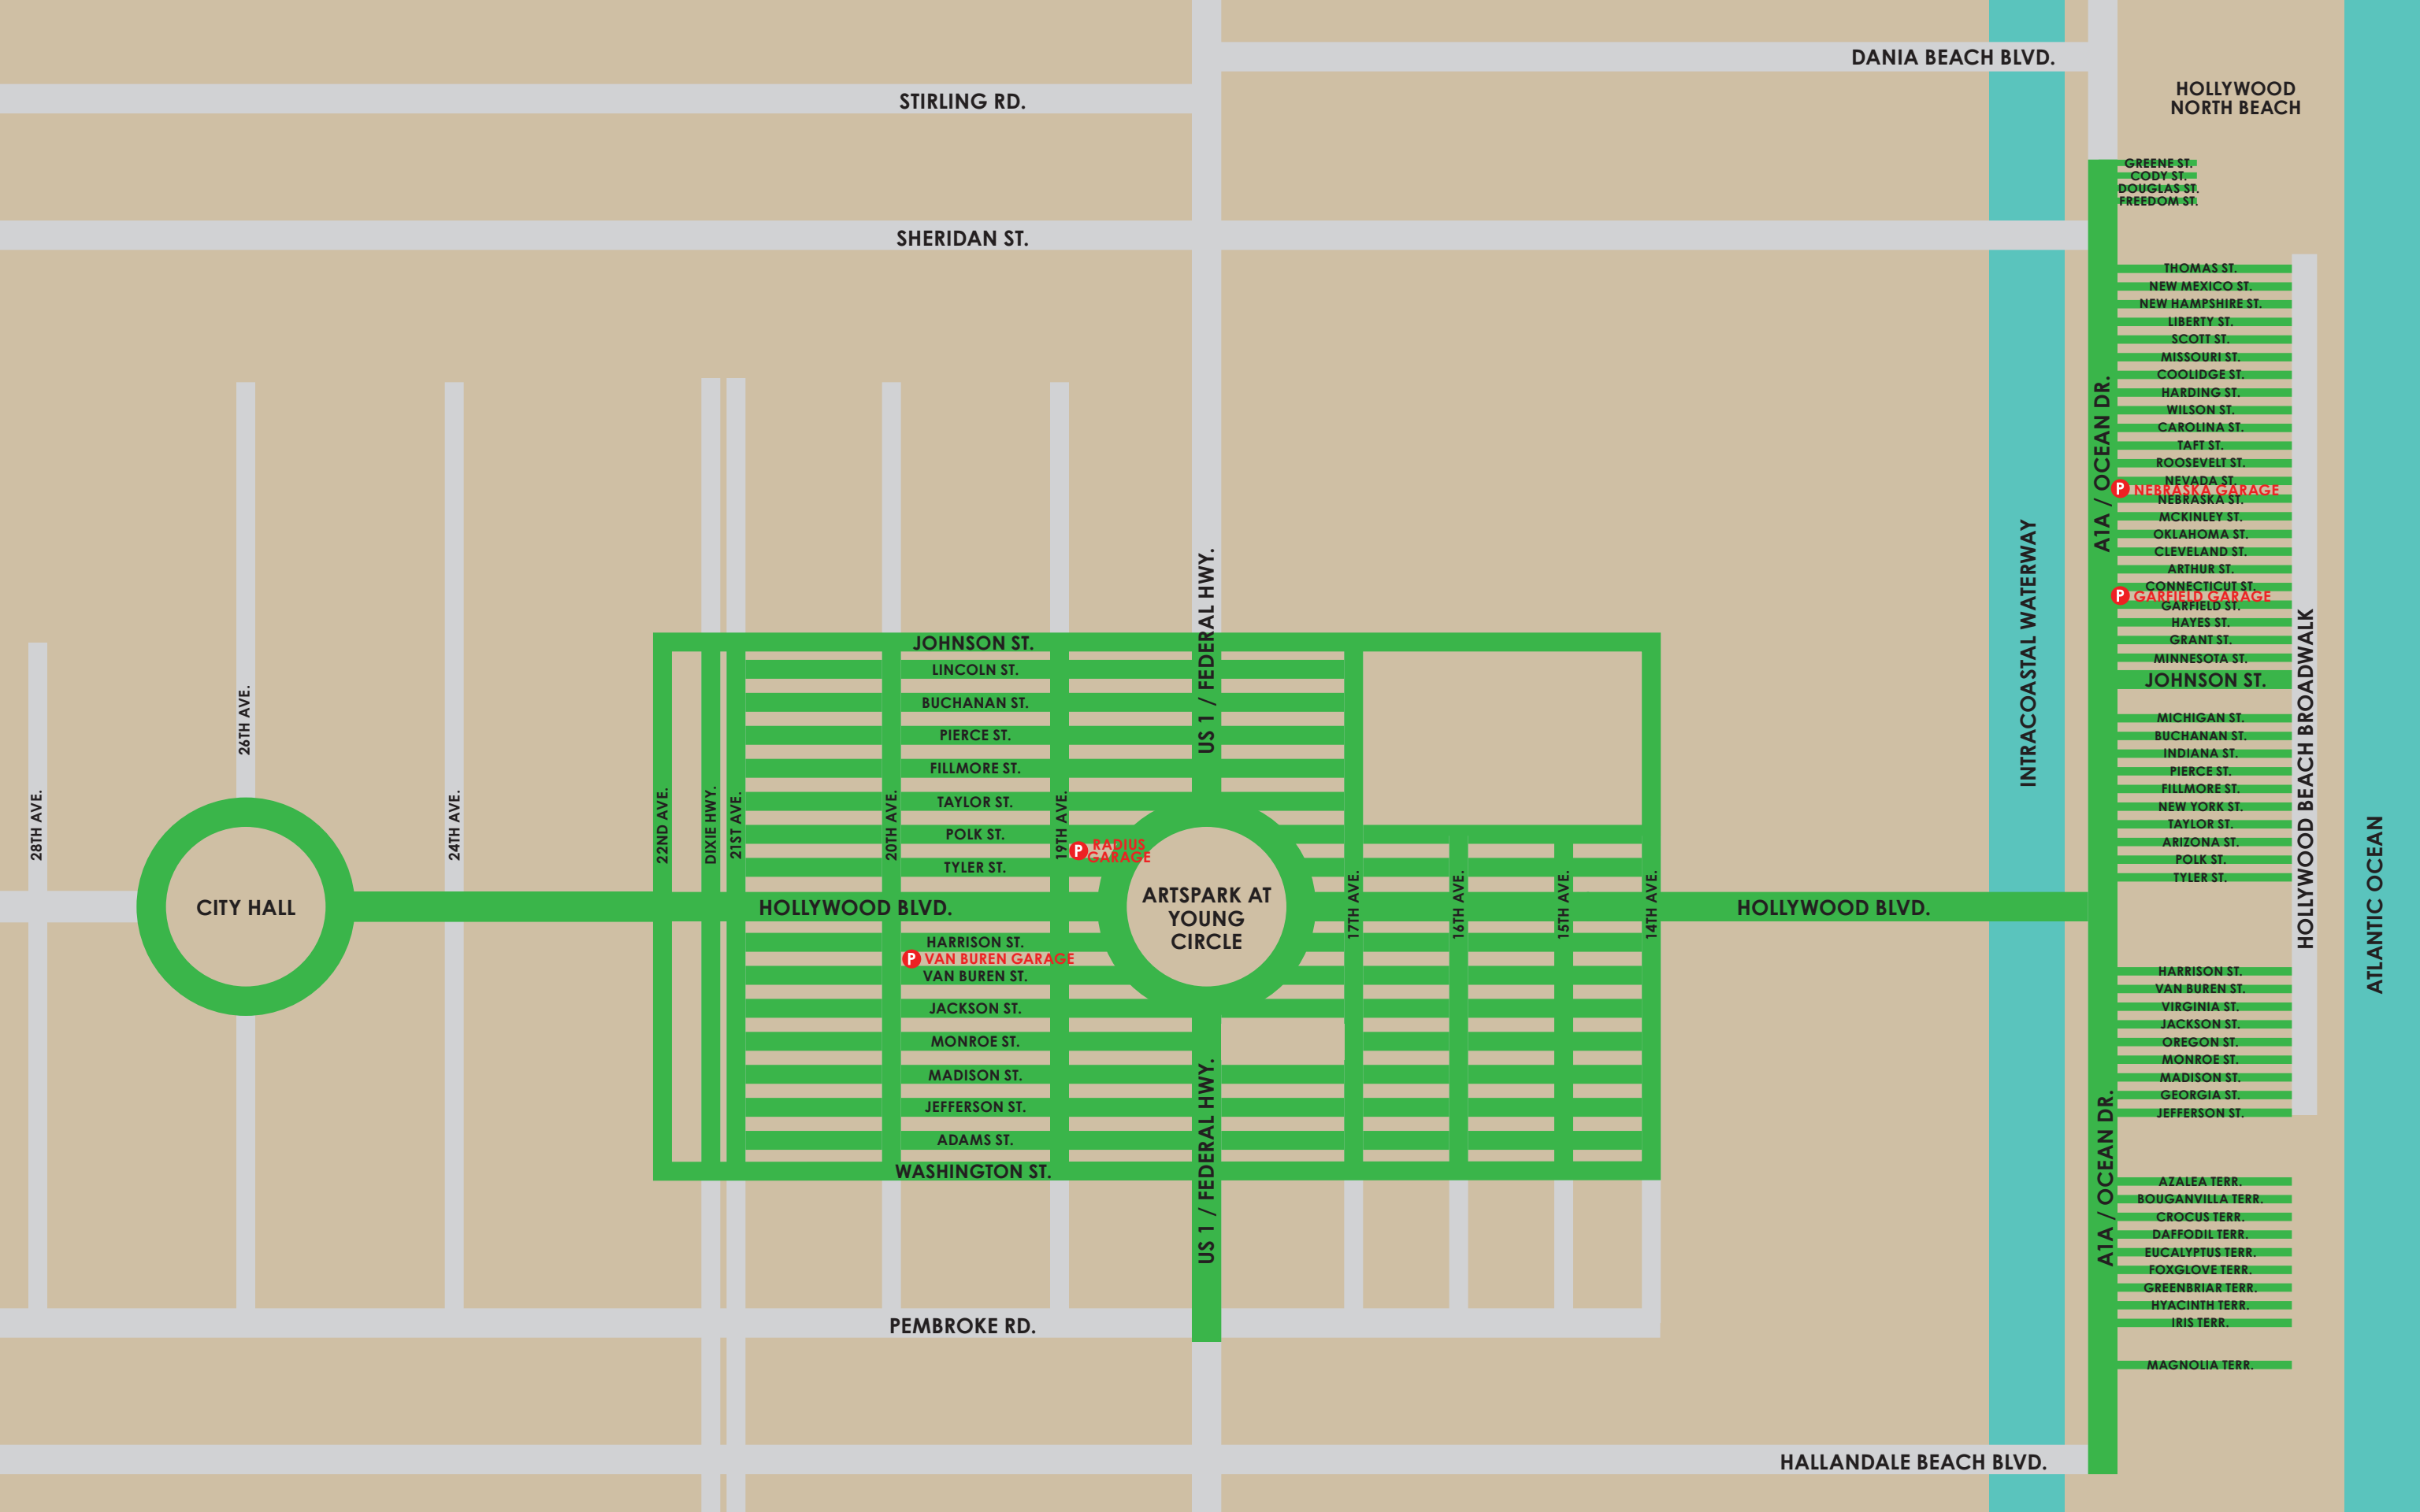 DANIA BEACH BLVD.
STIRLING RD.
HOLLYWOOD
NORTH BEACH
GREENE ST.
CODY ST.
DOUGLAS ST.
FREEDOM ST.
SHERIDAN ST.
THOMAS ST.
NEW MEXICO ST.
NEW HAMPSHIRE ST.
LIBERTY ST.
SCOTT ST.
MISSOURI ST.
COOLIDGE ST.
HARDING ST.
WILSON ST.
CAROLINA ST.
TAFT ST.
ROOSEVELT ST.
NEVADA ST.
P NEBRASKA GARAGE
NEBRASKA ST.
MCKINLEY ST.
OKLAHOMA ST.
CLEVELAND ST.
ARTHUR ST.
CONNECTICUT ST.
P GARFIELD GARAGE
GARFIELD ST.
HAYES ST.
GRANT ST.
MINNESOTA ST.
JOHNSON ST.
MICHIGAN ST.
BUCHANAN ST.
INDIANA ST.
PIERCE ST.
FILLMORE ST.
NEW YORK ST.
TAYLOR ST.
ARIZONA ST.
POLK ST.
TYLER ST.
HARRISON ST.
VAN BUREN ST.
VIRGINIA ST.
JACKSON ST.
OREGON ST.
MONROE ST.
MADISON ST.
GEORGIA ST.
JEFFERSON ST.
AZALEA TERR.
BOUGANVILLA TERR.
CROCUS TERR.
DAFFODIL TERR.
EUCALYPTUS TERR.
FOXGLOVE TERR.
GREENBRIAR TERR.
HYACINTH TERR.
IRIS TERR.
MAGNOLIA TERR.
A1A / OCEAN DR.
A1A / OCEAN DR.
INTRACOASTAL WATERWAY
HOLLYWOOD BEACH BROADWALK
ATLANTIC OCEAN
US 1 / FEDERAL HWY.
JOHNSON ST.
LINCOLN ST.
BUCHANAN ST.
PIERCE ST.
FILLMORE ST.
TAYLOR ST.
POLK ST.
P RADIUS
GARAGE
TYLER ST.
28TH AVE.
26TH AVE.
24TH AVE.
22ND AVE.
DIXIE HWY.
21ST AVE.
20TH AVE.
19TH AVE.
17TH AVE.
16TH AVE.
15TH AVE.
14TH AVE.
CITY HALL
HOLLYWOOD BLVD.
ARTSPARK AT
YOUNG
CIRCLE
HOLLYWOOD BLVD.
HARRISON ST.
P VAN BUREN GARAGE
VAN BUREN ST.
JACKSON ST.
MONROE ST.
MADISON ST.
JEFFERSON ST.
ADAMS ST.
WASHINGTON ST.
US 1 / FEDERAL HWY.
PEMBROKE RD.
HALLANDALE BEACH BLVD.